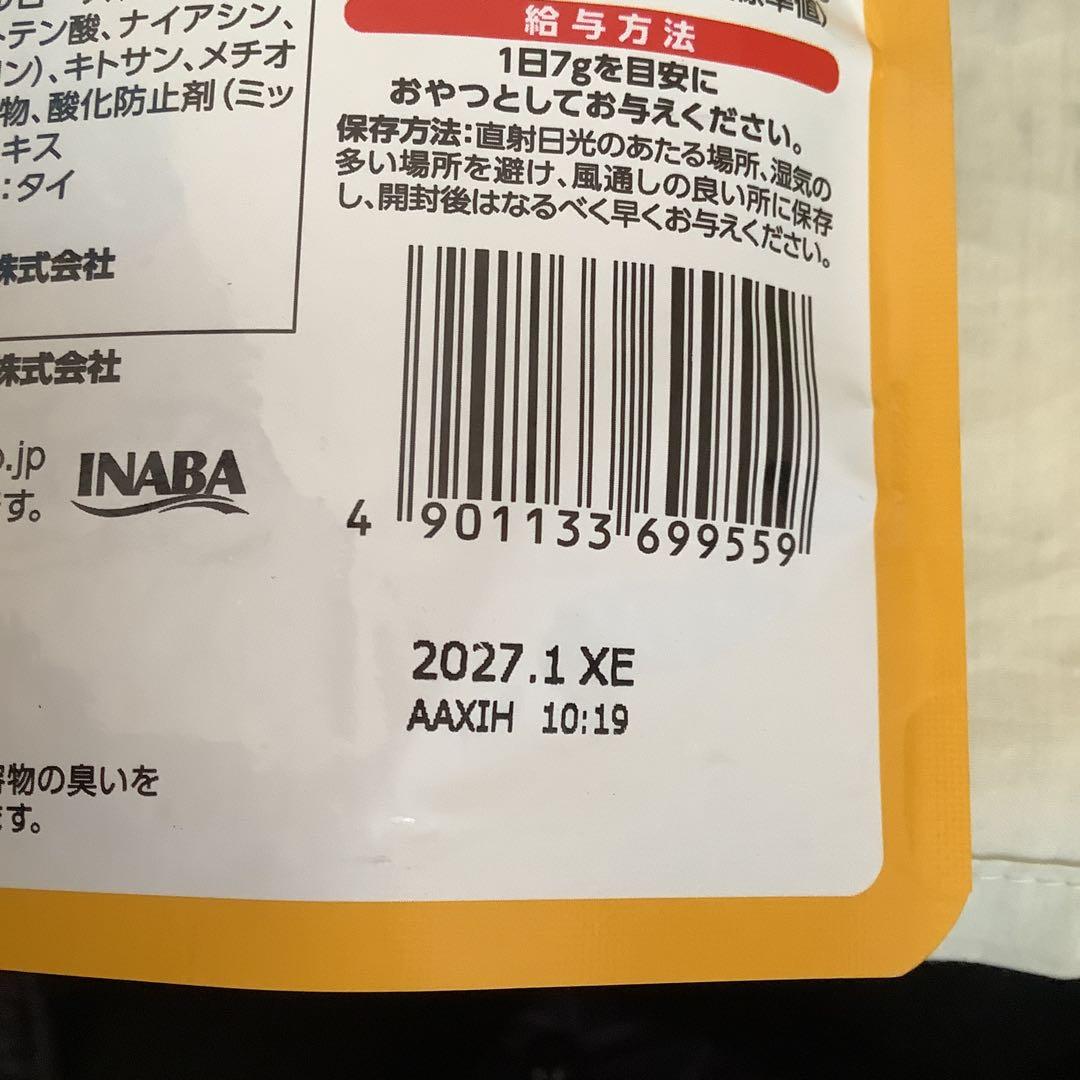 テン酸、ナイアシン、
ン)、キトサン、メチオ
物、酸化防止剤(ミッ
キス
:タイ
株式会社
株式会社
.jp
す。
INABA
容物の臭いを
ます。
給与方法
1日7gを目安に
おやつとしてお与えください。
保存方法:直射日光のあたる場所、湿気の
多い場所を避け、風通しの良い所に保存
し、開封後はなるべく早くお与えください。
4 901133 699559
2027.1 XE
AAXIH 10:19